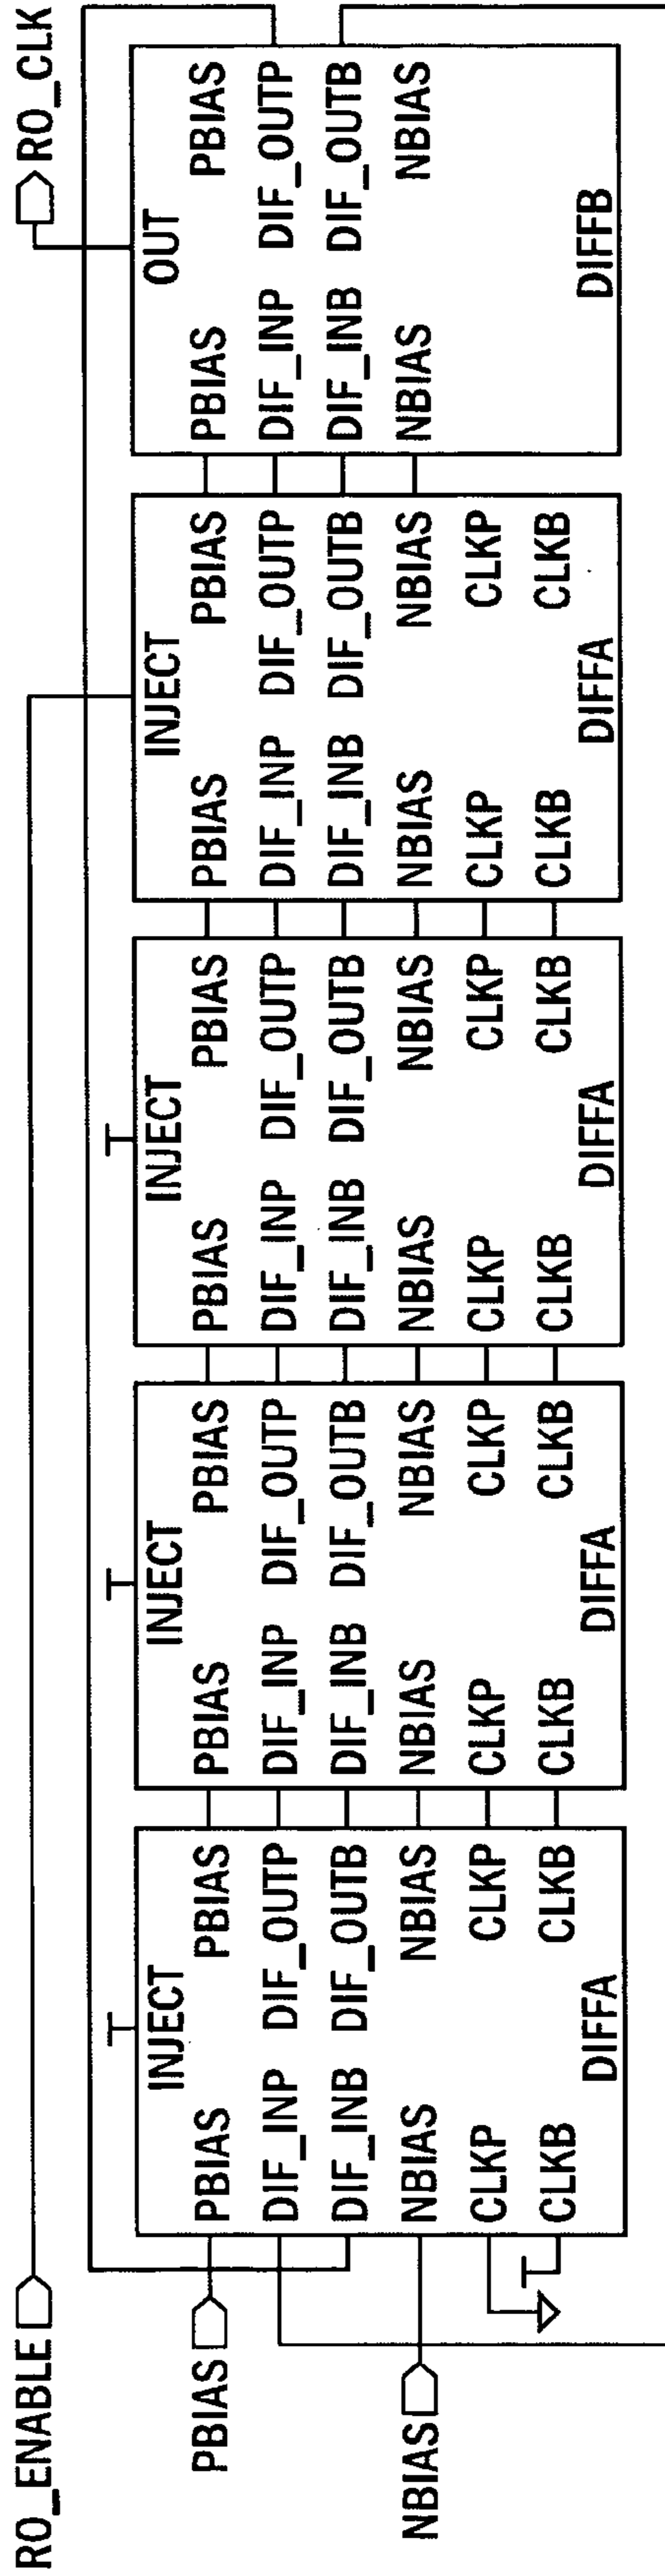 RO_ENABLE
RO_CLK
PBIAS
NBIAS
INJECT
PBIAS PBIAS
DIF_INP DIF_OUTP
DIF_INB DIF_OUTB
NBIAS NBIAS
CLKP CLKP
CLKB CLKB
DIFFA
INJECT
PBIAS PBIAS
DIF_INP DIF_OUTP
DIF_INB DIF_OUTB
NBIAS NBIAS
CLKP CLKP
CLKB CLKB
DIFFA
INJECT
PBIAS PBIAS
DIF_INP DIF_OUTP
DIF_INB DIF_OUTB
NBIAS NBIAS
CLKP CLKP
CLKB CLKB
DIFFA
INJECT
PBIAS PBIAS
DIF_INP DIF_OUTP
DIF_INB DIF_OUTB
NBIAS NBIAS
CLKP CLKP
CLKB CLKB
DIFFA
OUT
PBIAS PBIAS
DIF_INP DIF_OUTP
DIF_INB DIF_OUTB
NBIAS NBIAS
DIFFB